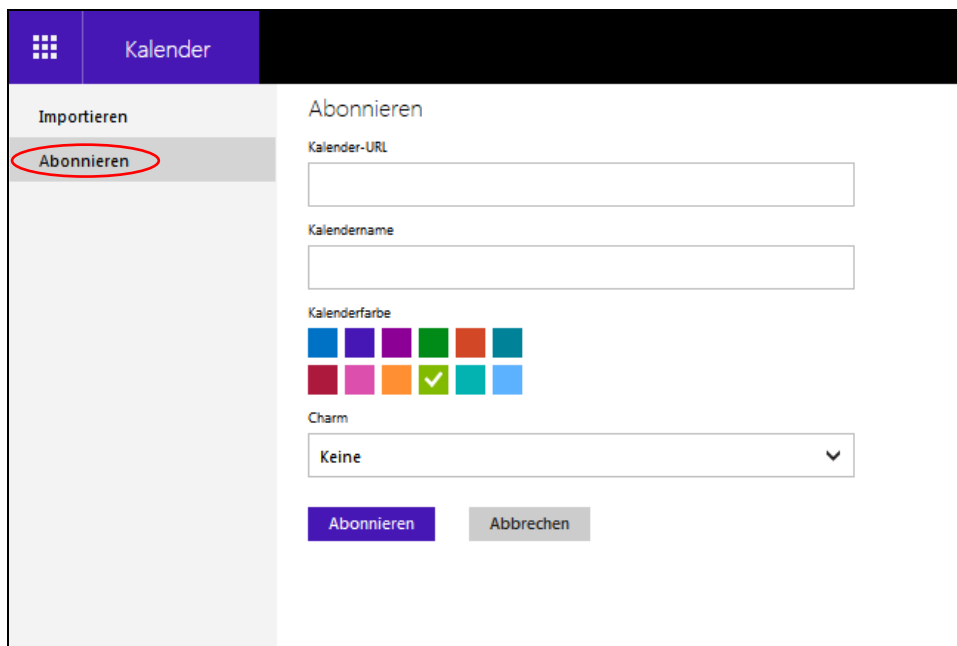 Kalender
Importieren
Abonnieren
Abonnieren
Kalender-URL
Kalendername
Kalenderfarbe
Charm
Keine
Abonnieren
Abbrechen